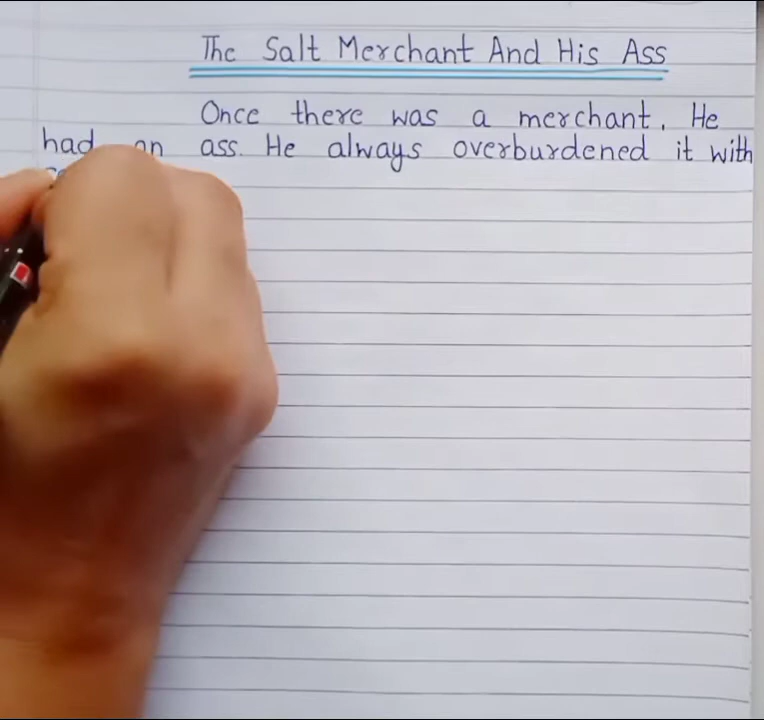 The Salt Merchant And His Ass
Once there was a merchant. He
had an ass. He always overburdened it with